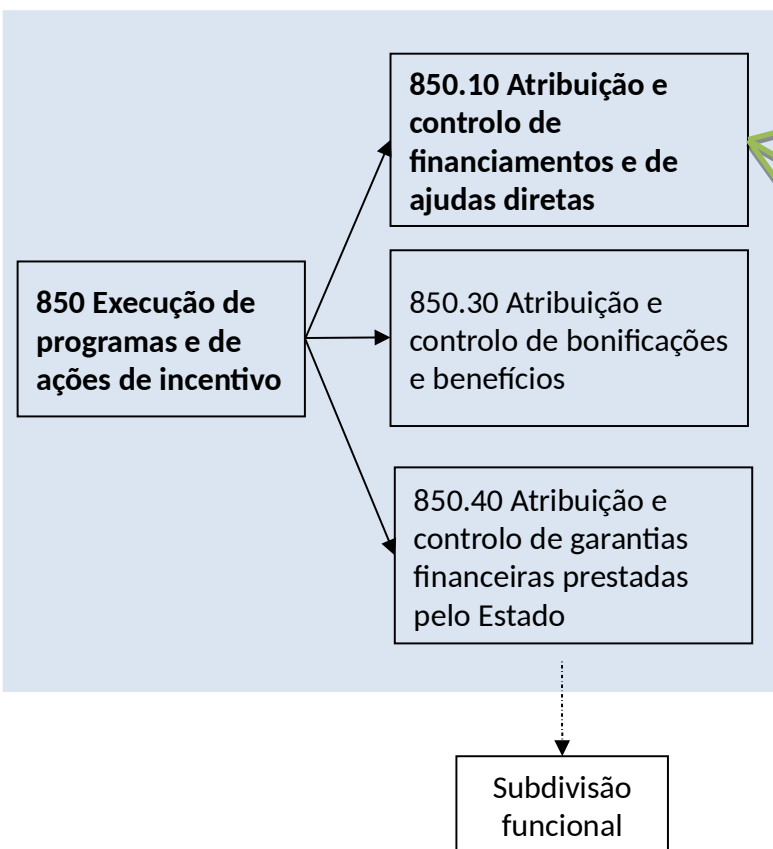 850.10 Atribuição e
controlo de
financiamentos e de
ajudas diretas
850 Execução de
programas e de
ações de incentivo
850.30 Atribuição e
controlo de bonificações
e benefícios
850.40 Atribuição e
controlo de garantias
financeiras prestadas
pelo Estado
Subdivisão
funcional